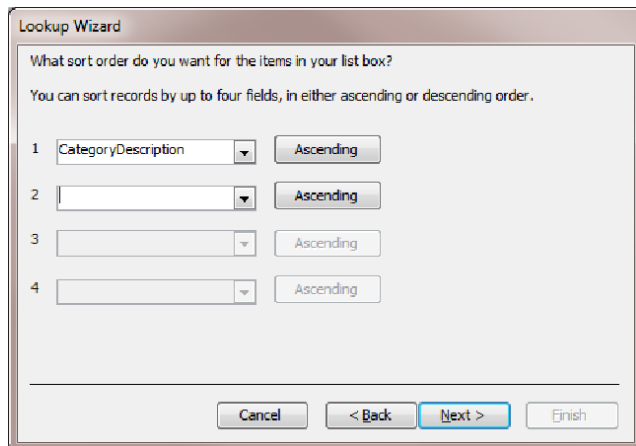 Lookup Wizard
What sort order do you want for the items in your list box?
You can sort records by up to four fields, in either ascending or descending order.
1 CategoryDescription Ascending
2 Ascending
3 Ascending
4 Ascending
Cancel < Back Next > Finish